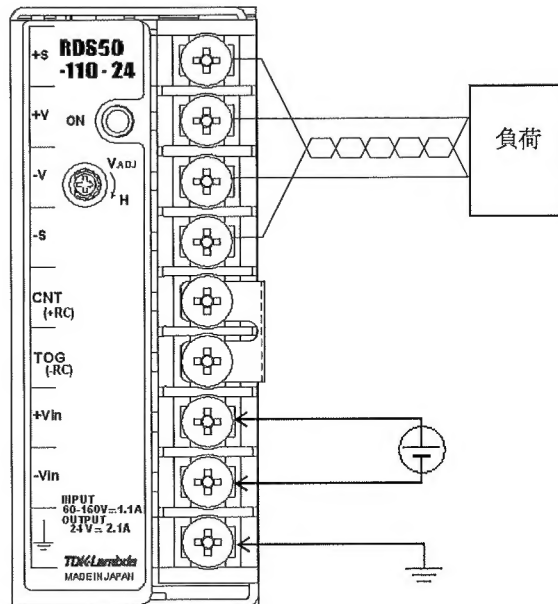 +S
RDS50
-110-24
+V
ON
-V
VADJ
H
-S
CNT
(+RC)
TOG
(-RC)
+Vin
-Vin
INPUT
60-160V⎓1.1A
OUTPUT
24V⎓2.1A
TDK-Lambda
MADE IN JAPAN
負荷